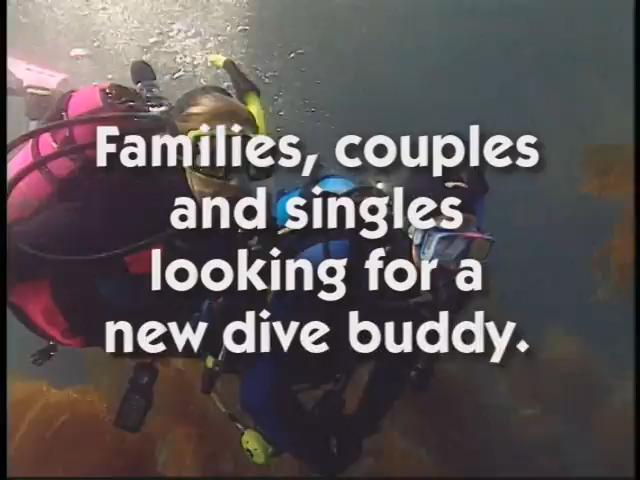 Families, couples
and singles
looking for a
new dive buddy.